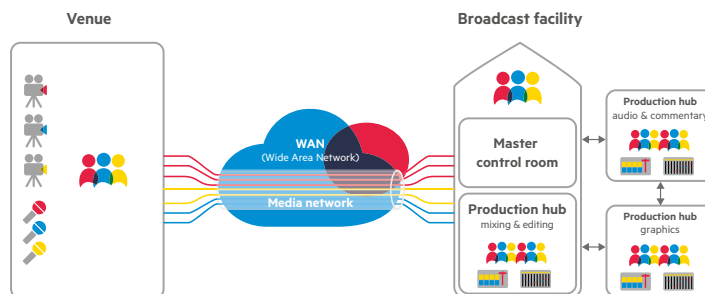 Venue
Broadcast facility
WAN
(Wide Area Network)
Media network
Master
control room
Production hub
mixing & editing
Production hub
audio & commentary
Production hub
graphics